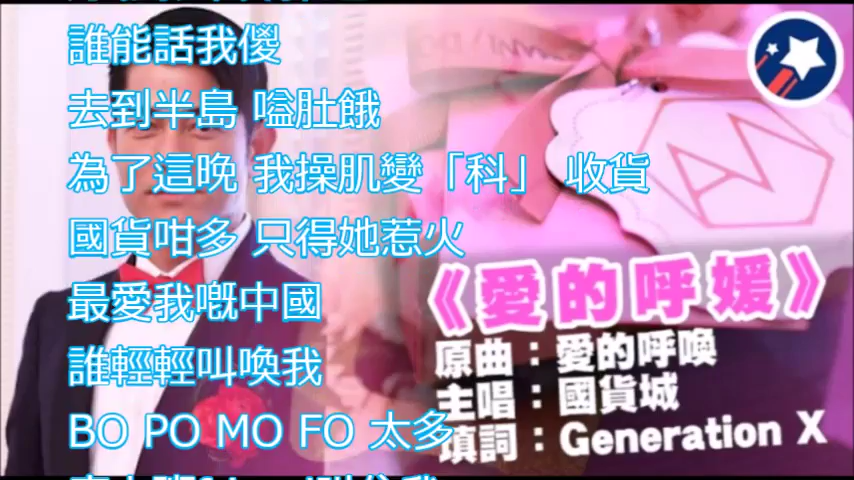 誰能話我傻
去到半島 嗌肚餓
為了這晚 我操肌變「科」 收貨
國貨咁多 只得她惹火
最愛我嘅中國
誰輕輕叫喚我
BO PO MO FO 太多
《愛的呼媛》
原曲：愛的呼喚
主唱：國貨城
填詞：Generation X